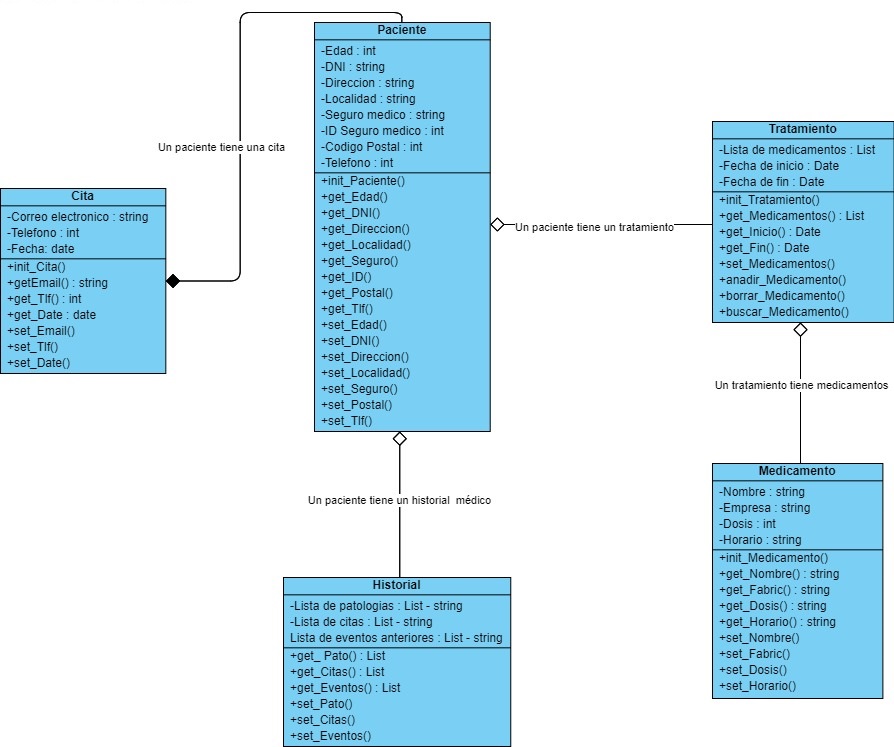 Paciente
-Edad : int
-DNI : string
-Direccion : string
-Localidad : string
-Seguro medico : string
-ID Seguro medico : int
-Codigo Postal : int
-Telefono : int
+init_Paciente()
+get_Edad()
+get_DNI()
+get_Direccion()
+get_Localidad()
+get_Seguro()
+get_ID()
+get_Postal()
+get_Tlf()
+set_Edad()
+set_DNI()
+set_Direccion()
+set_Localidad()
+set_Seguro()
+set_Postal()
+set_Tlf()
Un paciente tiene una cita
Cita
-Correo electronico : string
-Telefono : int
-Fecha: date
+init_Cita()
+getEmail() : string
+get_Tlf() : int
+get_Date : date
+set_Email()
+set_Tlf()
+set_Date()
Un paciente tiene un tratamiento
Tratamiento
-Lista de medicamentos : List
-Fecha de inicio : Date
-Fecha de fin : Date
+init_Tratamiento()
+get_Medicamentos() : List
+get_Inicio() : Date
+get_Fin() : Date
+set_Medicamentos()
+anadir_Medicamento()
+borrar_Medicamento()
+buscar_Medicamento()
Un tratamiento tiene medicamentos
Medicamento
-Nombre : string
-Empresa : string
-Dosis : int
-Horario : string
+init_Medicamento()
+get_Nombre() : string
+get_Fabric() : string
+get_Dosis() : string
+get_Horario() : string
+set_Nombre()
+set_Fabric()
+set_Dosis()
+set_Horario()
Un paciente tiene un historial médico
Historial
-Lista de patologias : List - string
-Lista de citas : List - string
Lista de eventos anteriores : List - string
+get_ Pato() : List
+get_Citas() : List
+get_Eventos() : List
+set_Pato()
+set_Citas()
+set_Eventos()